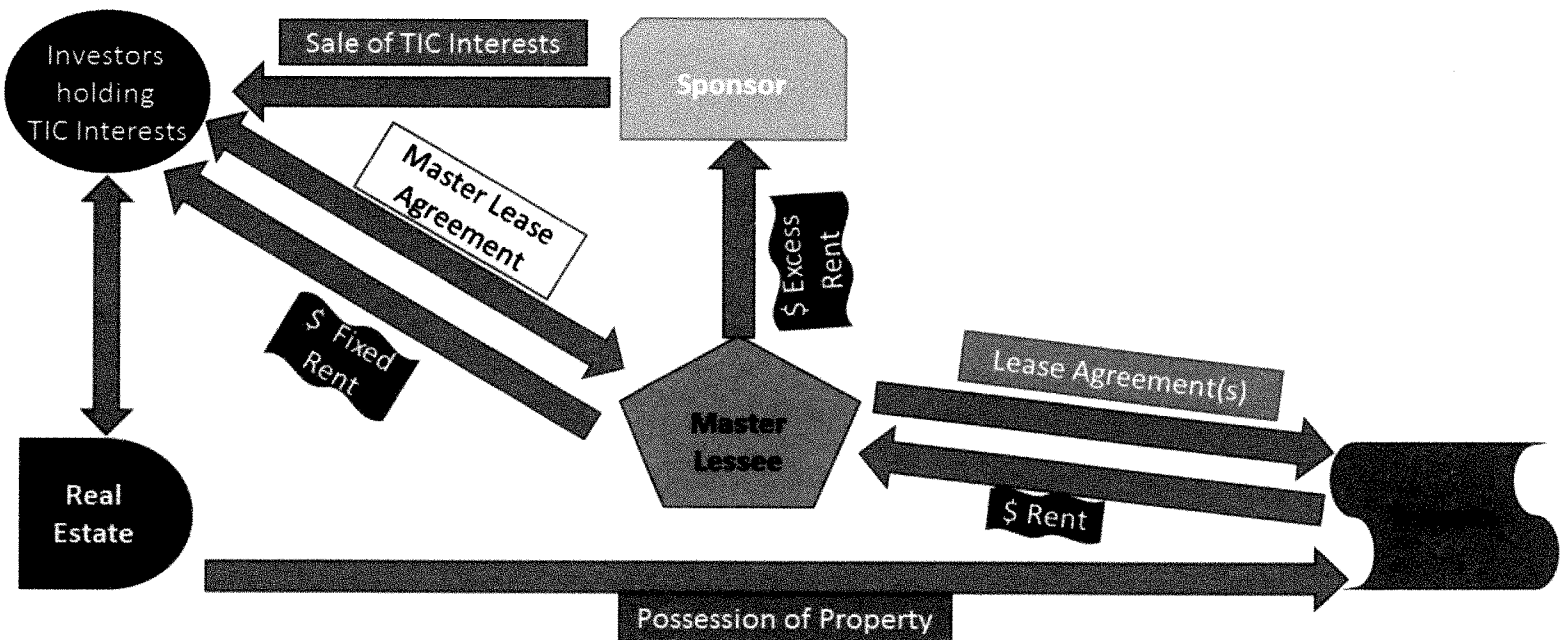 Investors
holding
TIC Interests
Sale of TIC Interests
Sponsor
Master Lease
Agreement
$ Fixed
Rent
$ Excess
Rent
Master
Lessee
Lease Agreement(s)
$ Rent
Real
Estate
Possession of Property